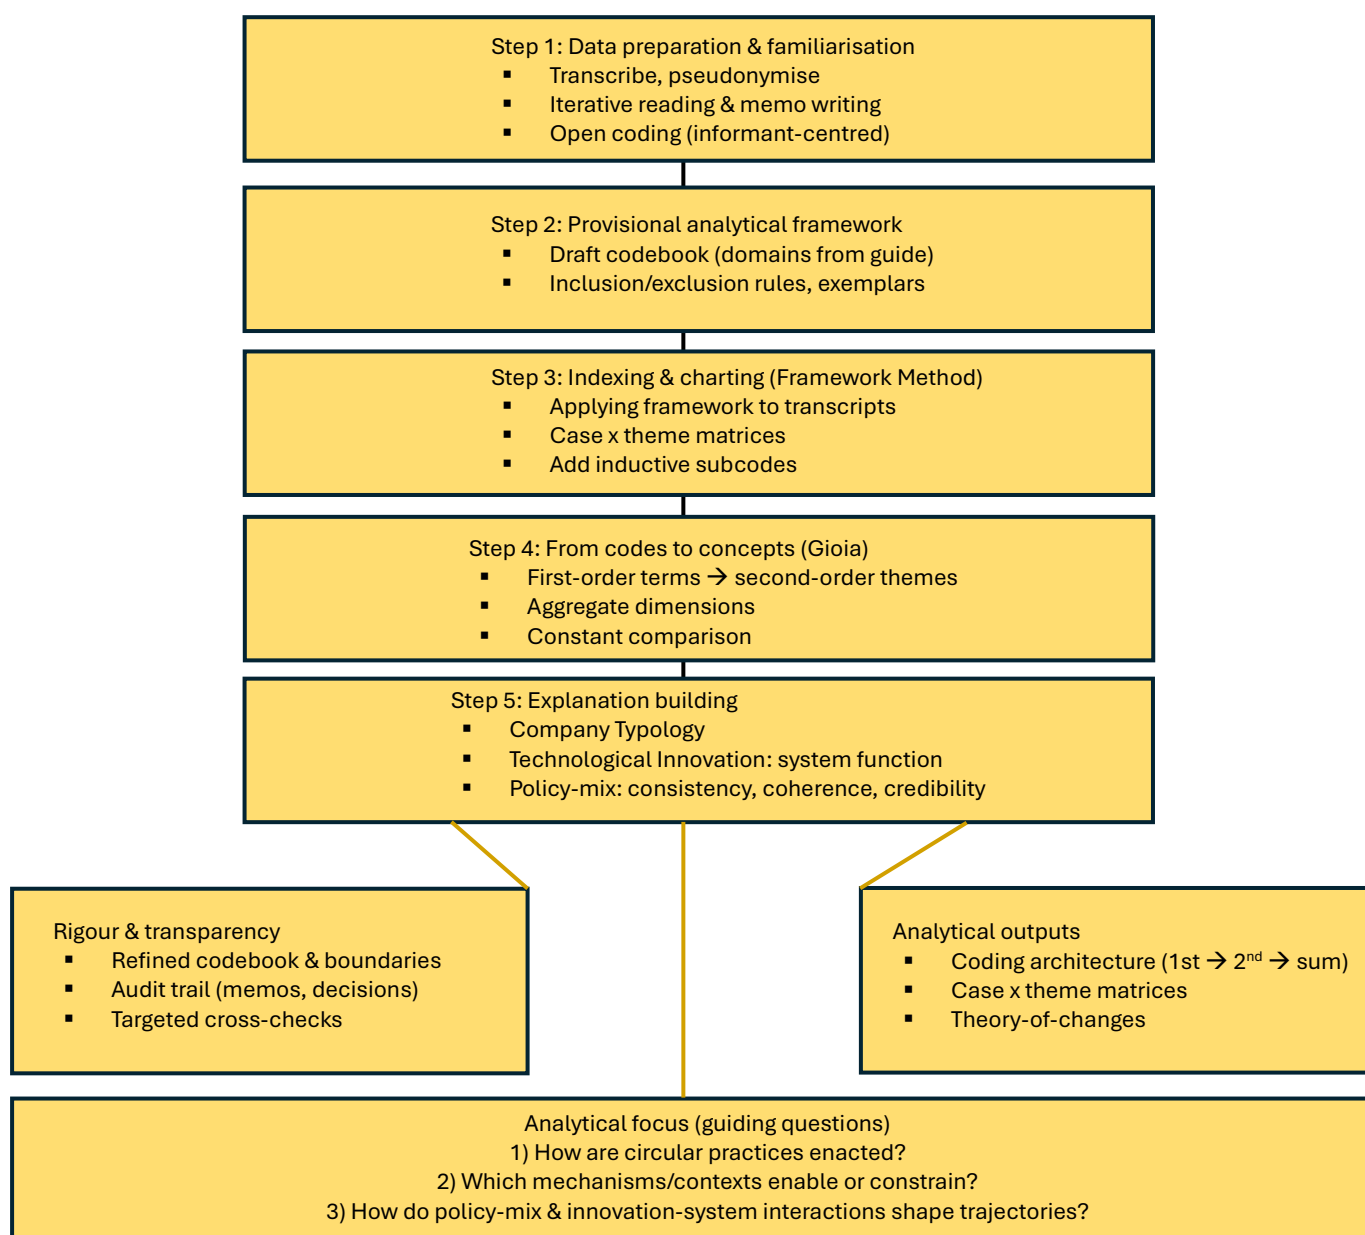 Step 1: Data preparation & familiarisation
▪ Transcribe, pseudonymise
▪ Iterative reading & memo writing
▪ Open coding (informant-centred)
Step 2: Provisional analytical framework
▪ Draft codebook (domains from guide)
▪ Inclusion/exclusion rules, exemplars
Step 3: Indexing & charting (Framework Method)
▪ Applying framework to transcripts
▪ Case x theme matrices
▪ Add inductive subcodes
Step 4: From codes to concepts (Gioia)
▪ First-order terms → second-order themes
▪ Aggregate dimensions
▪ Constant comparison
Step 5: Explanation building
▪ Company Typology
▪ Technological Innovation: system function
▪ Policy-mix: consistency, coherence, credibility
Rigour & transparency
▪ Refined codebook & boundaries
▪ Audit trail (memos, decisions)
▪ Targeted cross-checks
Analytical outputs
▪ Coding architecture (1st → 2nd → sum)
▪ Case x theme matrices
▪ Theory-of-changes
Analytical focus (guiding questions)
1) How are circular practices enacted?
2) Which mechanisms/contexts enable or constrain?
3) How do policy-mix & innovation-system interactions shape trajectories?